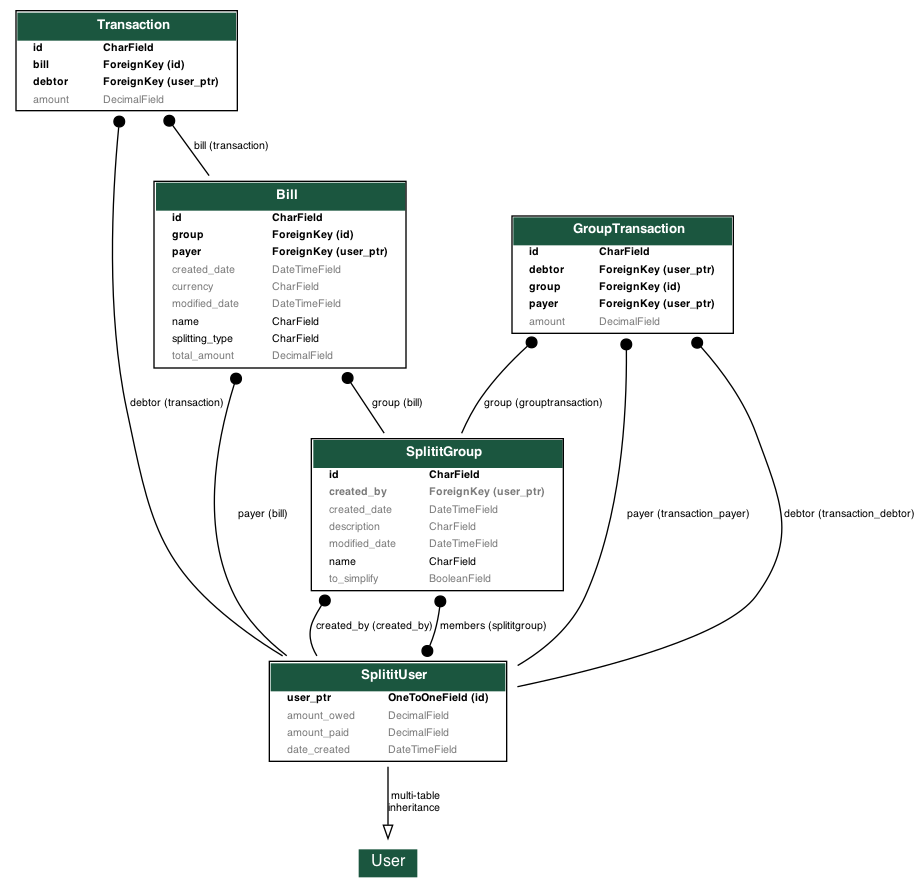 Transaction
id CharField
bill ForeignKey (id)
debtor ForeignKey (user_ptr)
amount DecimalField
bill (transaction)
Bill
id CharField
group ForeignKey (id)
payer ForeignKey (user_ptr)
created_date DateTimeField
currency CharField
modified_date DateTimeField
name CharField
splitting_type CharField
total_amount DecimalField
GroupTransaction
id CharField
debtor ForeignKey (user_ptr)
group ForeignKey (id)
payer ForeignKey (user_ptr)
amount DecimalField
debtor (transaction)
group (bill)
group (grouptransaction)
SplititGroup
id CharField
created_by ForeignKey (user_ptr)
created_date DateTimeField
description CharField
modified_date DateTimeField
name CharField
to_simplify BooleanField
payer (bill)
payer (transaction_payer)
debtor (transaction_debtor)
created_by (created_by)
members (splititgroup)
SplititUser
user_ptr OneToOneField (id)
amount_owed DecimalField
amount_paid DecimalField
date_created DateTimeField
multi-table
inheritance
User